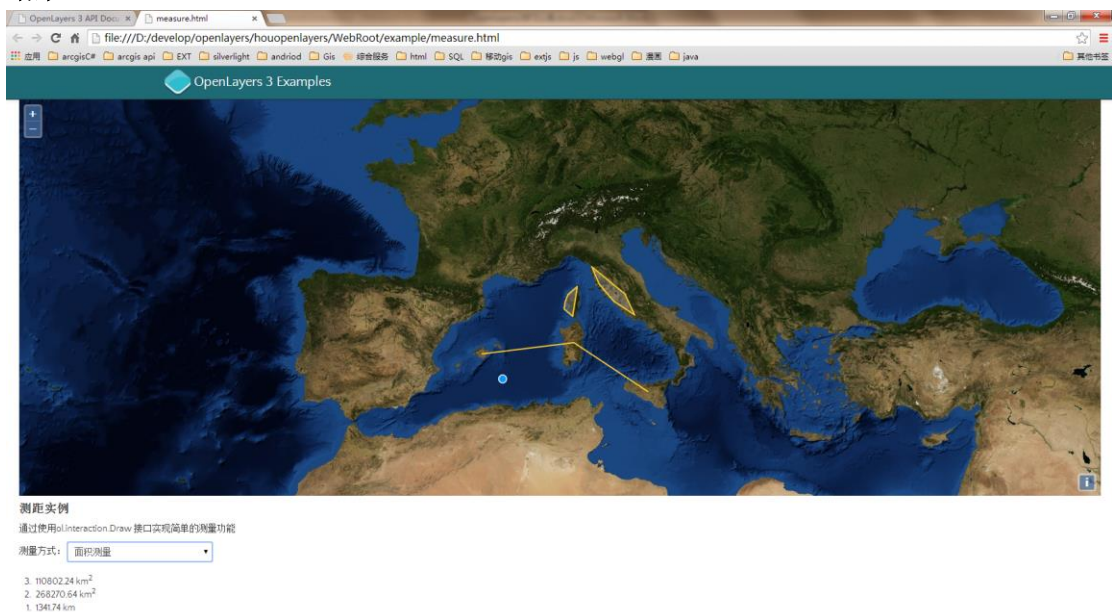 OpenLayers 3 API Docu × measure.html ×
file:///D:/develop/openlayers/houopenlayers/WebRoot/example/measure.html
应用 arcgisC# arcgis api EXT silverlight andriod Gis 综合服务 html SQL 移动gis extjs js webgl 漫画 java 其他书签
OpenLayers 3 Examples
+
−
i
测距实例
通过使用ol.interaction.Draw 接口实现简单的测量功能
测量方式： 面积测量
3. 110802.24 km²
2. 268270.64 km²
1. 1341.74 km